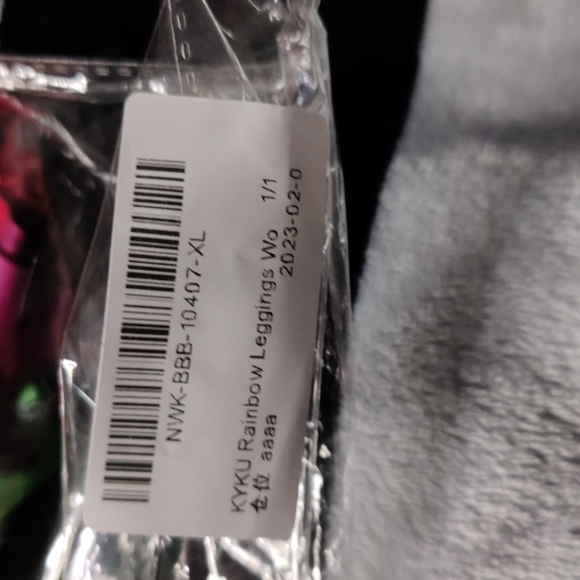 NWK-BBB-10407-XL
KYKU Rainbow Leggings Wo 1/1
仓位 aaaa 2023-02-0